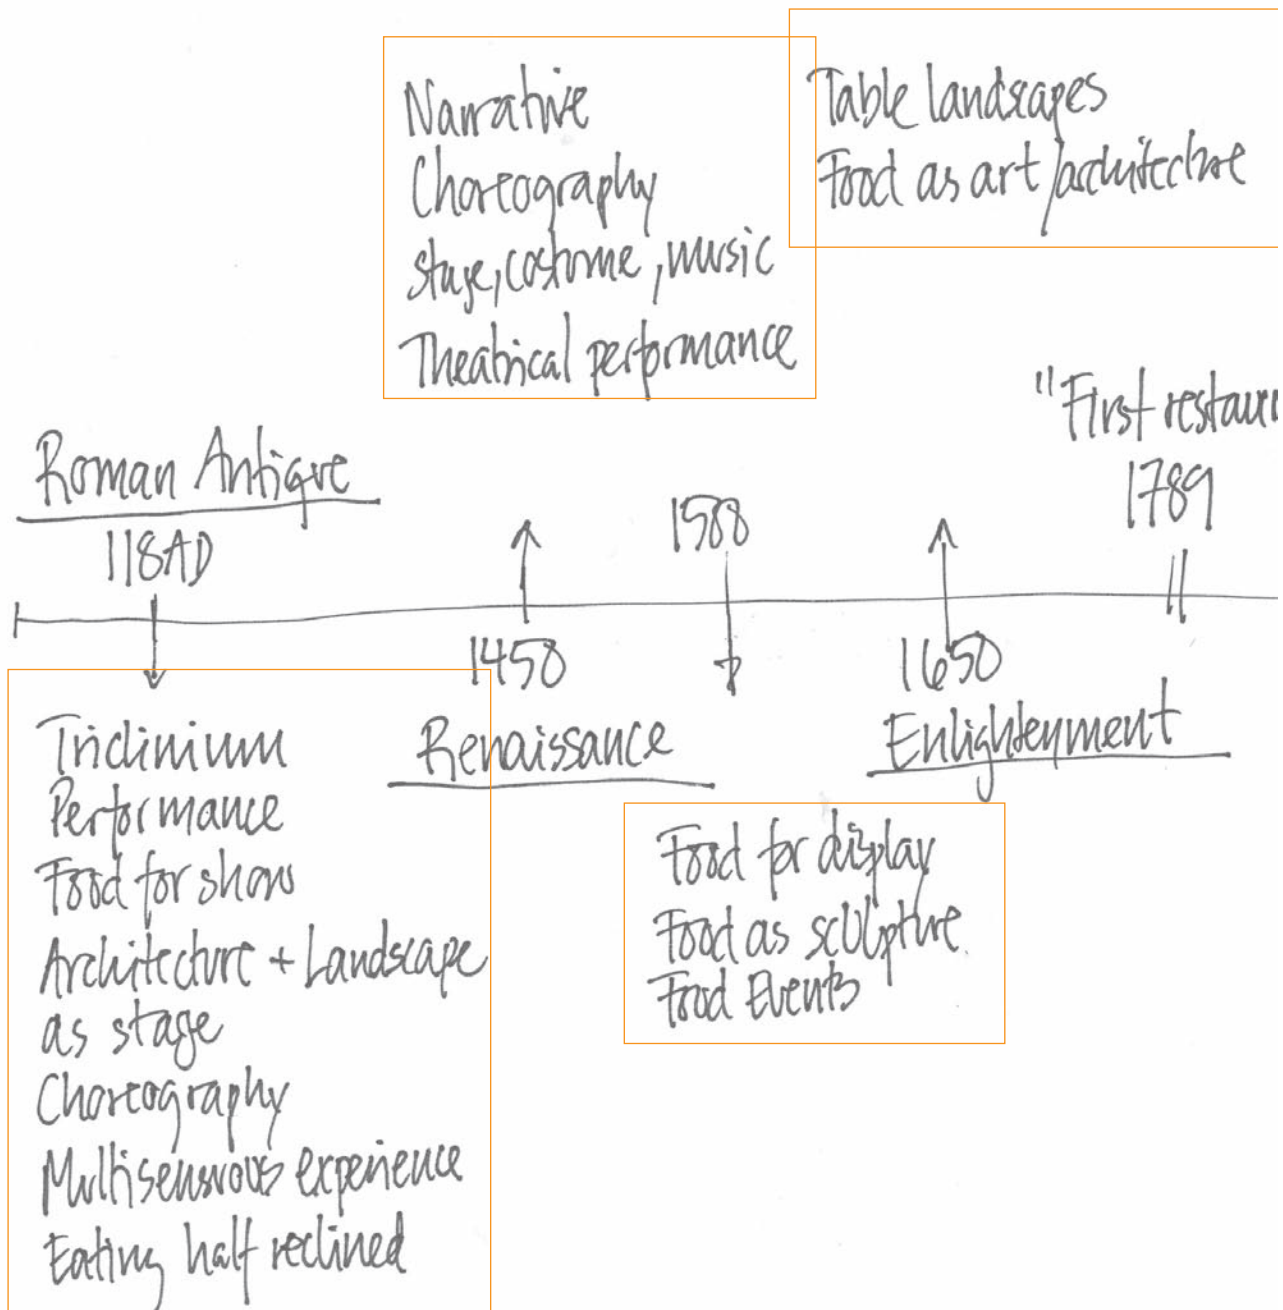 Narrative
Choreography
stage, costume, music
Theatrical performance
Table landscapes
Food as art/architecture
"First restaur
1789
Roman Antique
118AD
1588
1450
1650
Renaissance
Enlightenment
Triclinium
Performance
Food for show
Architecture + Landscape
as stage
Choreography
Multisensuous experience
Eating half reclined
Food for display
Food as sculpture
Food Events